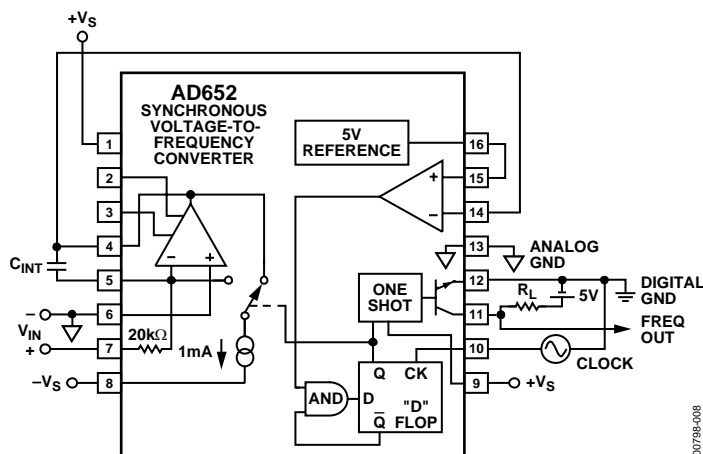 +VS
AD652
SYNCHRONOUS
VOLTAGE-TO-
FREQUENCY
CONVERTER
5V
REFERENCE
1
2
3
4
5
6
7
8
16
15
14
13
12
11
10
9
+
–
–
+
CINT
–
VIN
+
20kΩ
1mA
–VS
ONE
SHOT
AND
D
Q
CK
Q̅
"D"
FLOP
ANALOG
GND
RL
5V
DIGITAL
GND
FREQ
OUT
CLOCK
+VS
00798-008